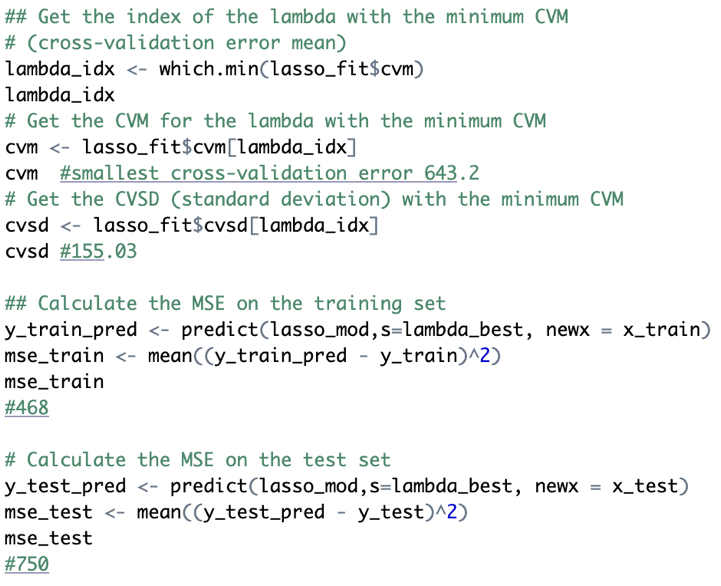 ## Get the index of the lambda with the minimum CVM
# (cross-validation error mean)
lambda_idx <- which.min(lasso_fit$cvm)
lambda_idx
# Get the CVM for the lambda with the minimum CVM
cvm <- lasso_fit$cvm[lambda_idx]
cvm  #smallest cross-validation error 643.2
# Get the CVSD (standard deviation) with the minimum CVM
cvsd <- lasso_fit$cvsd[lambda_idx]
cvsd #155.03

## Calculate the MSE on the training set
y_train_pred <- predict(lasso_mod,s=lambda_best, newx = x_train)
mse_train <- mean((y_train_pred - y_train)^2)
mse_train
#468

# Calculate the MSE on the test set
y_test_pred <- predict(lasso_mod,s=lambda_best, newx = x_test)
mse_test <- mean((y_test_pred - y_test)^2)
mse_test
#750